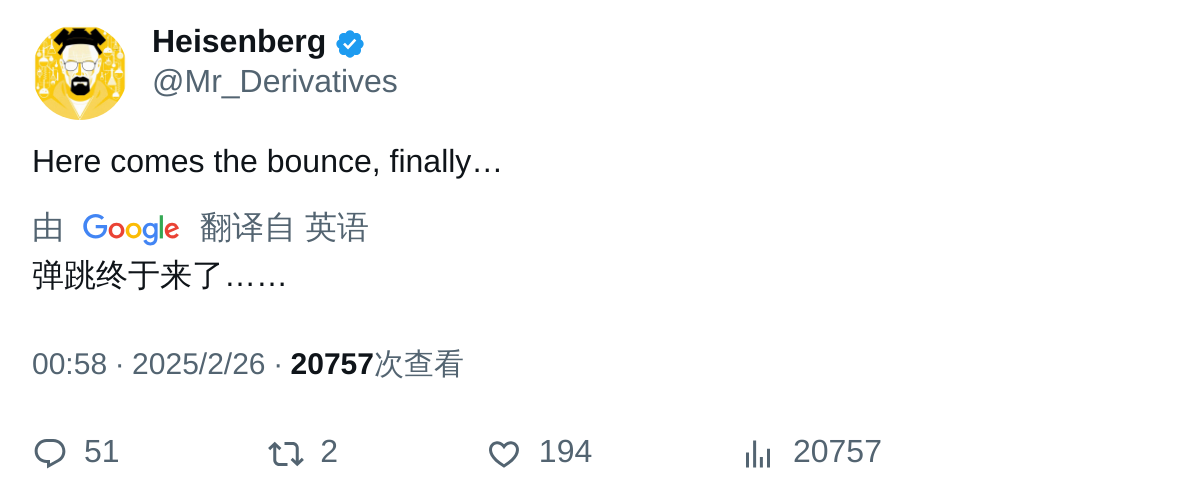 Heisenberg
@Mr_Derivatives
Here comes the bounce, finally…
由 Google 翻译自 英语
弹跳终于来了……
00:58 · 2025/2/26 · 20757次查看
51 2 194 20757